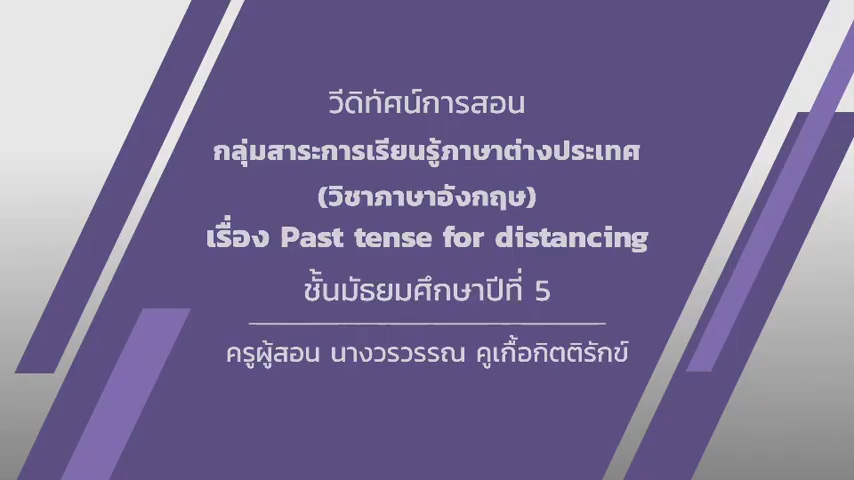 วีดิทัศน์การสอน
กลุ่มสาระการเรียนรู้ภาษาต่างประเทศ
(วิชาภาษาอังกฤษ)
เรื่อง Past tense for distancing
ชั้นมัธยมศึกษาปีที่ 5
ครูผู้สอน นางวรวรรณ คูเกื้อกิตติรักข์